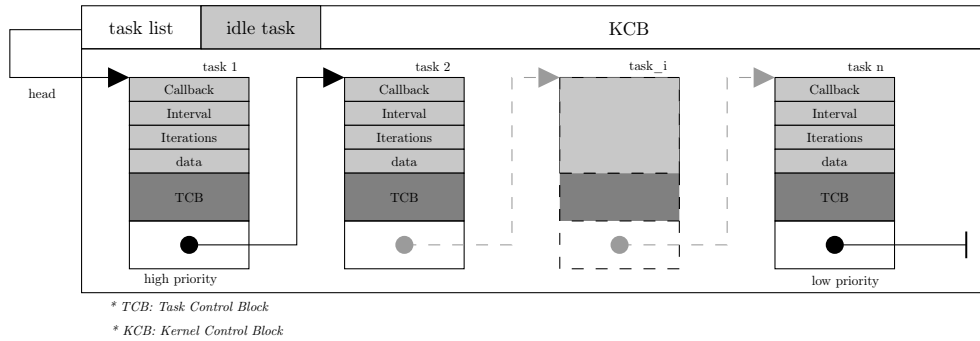 task list idle task KCB
task 1 task 2 task_i task n
head
Callback Callback Callback
Interval Interval Interval
Iterations Iterations Iterations
data data data
TCB TCB TCB
high priority low priority
* TCB: Task Control Block
* KCB: Kernel Control Block